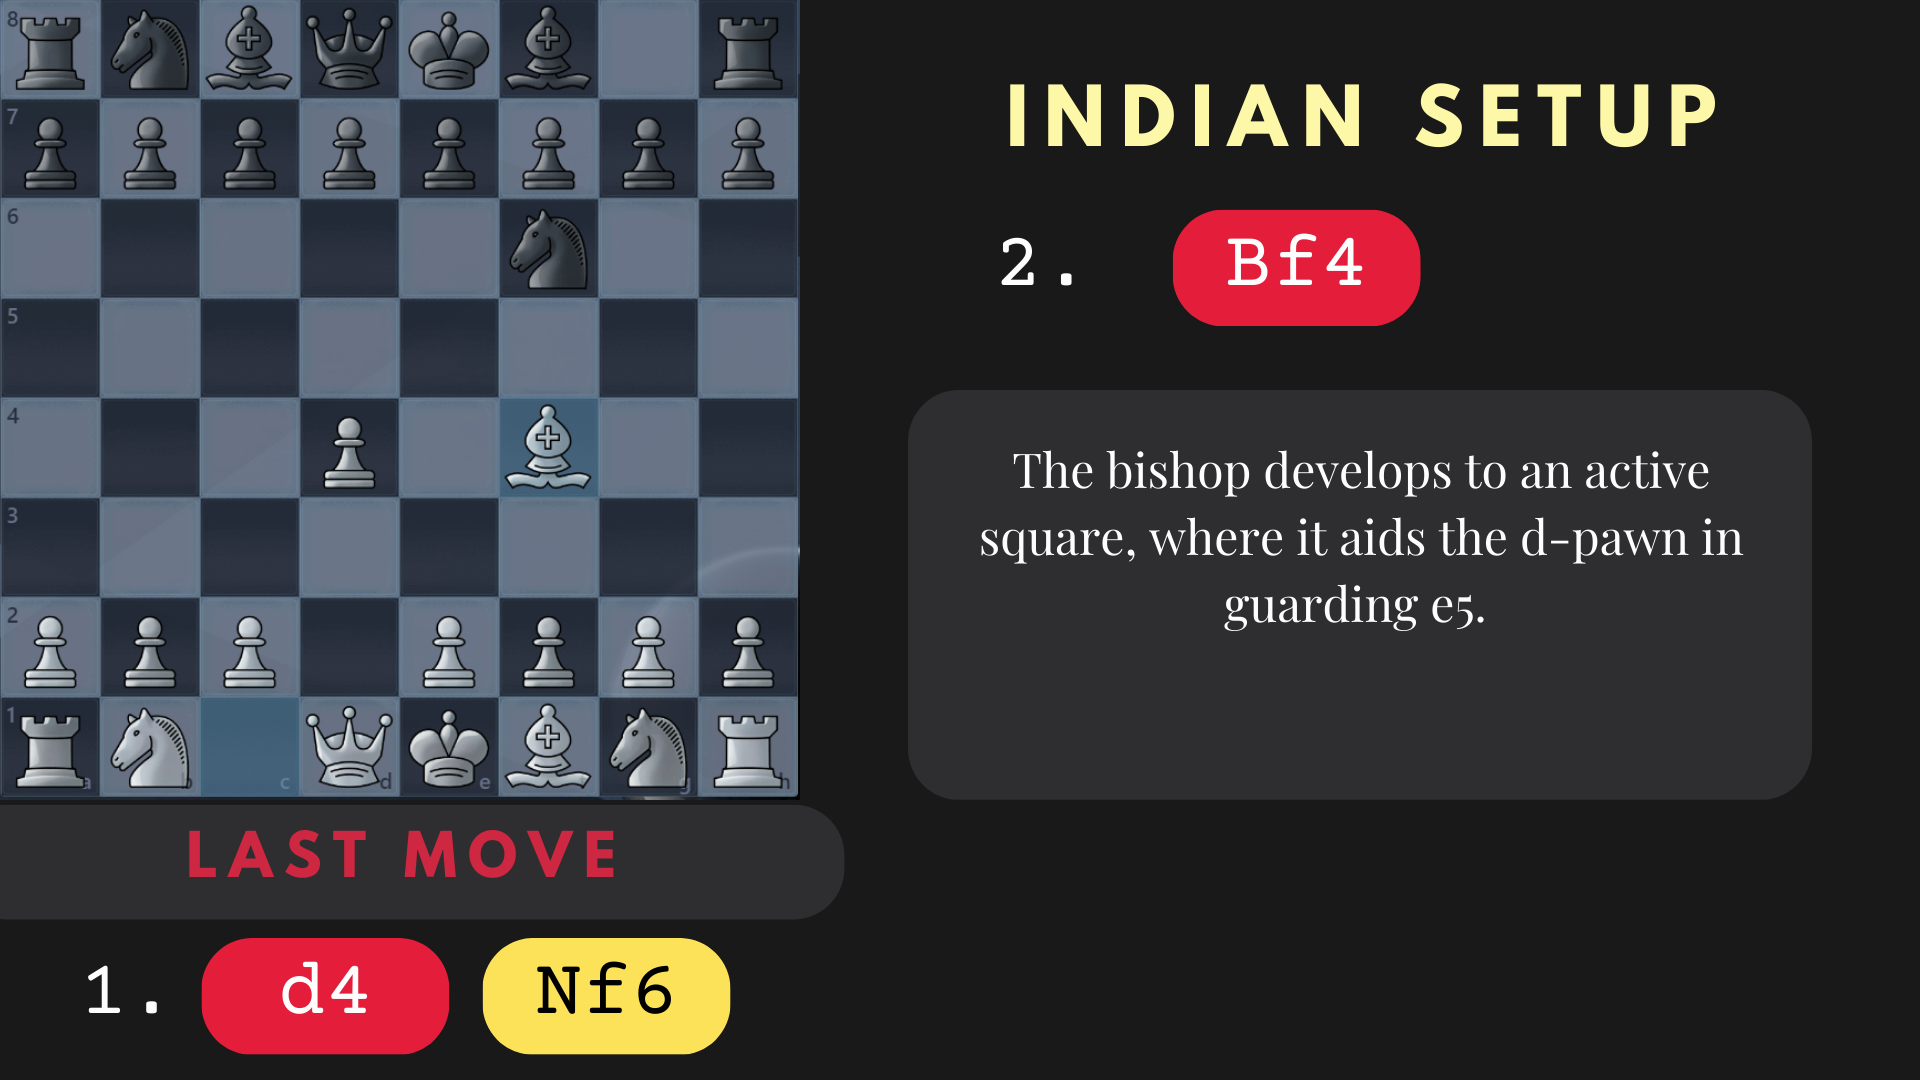 8
7
6
5
4
3
2
1
a b c d e g h
INDIAN SETUP
2. Bf4
The bishop develops to an active
square, where it aids the d-pawn in
guarding e5.
LAST MOVE
1. d4 Nf6